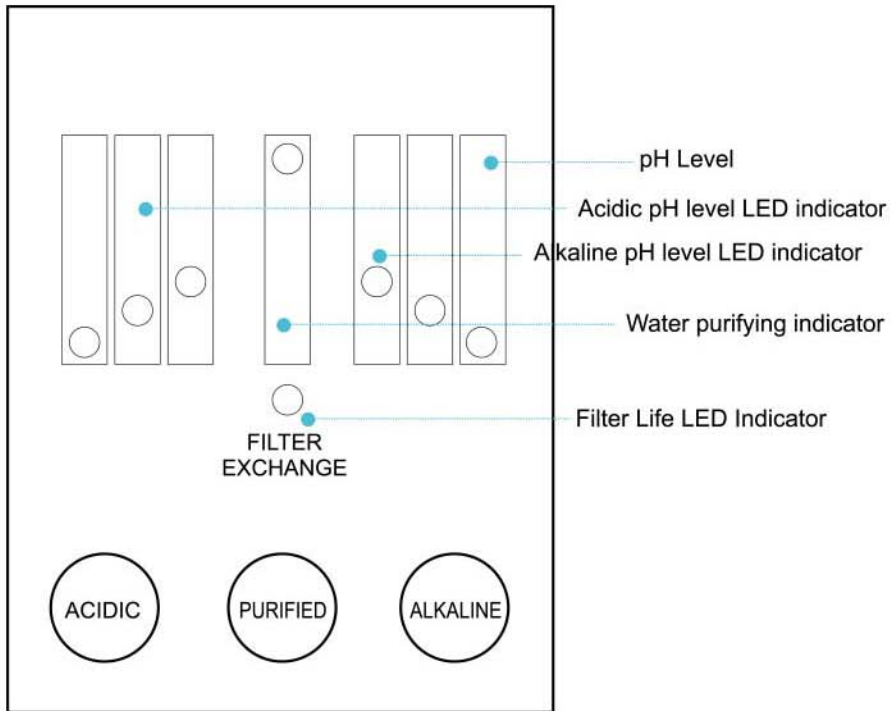 pH Level
Acidic pH level LED indicator
Alkaline pH level LED indicator
Water purifying indicator
Filter Life LED Indicator
FILTER
EXCHANGE
ACIDIC
PURIFIED
ALKALINE